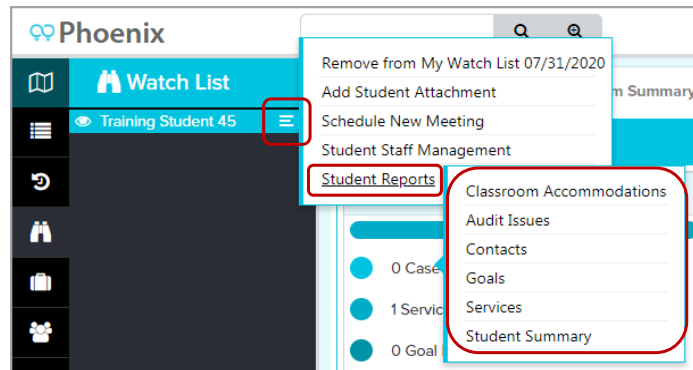 Phoenix
Watch List
Training Student 45
Remove from My Watch List 07/31/2020
Add Student Attachment
Schedule New Meeting
Student Staff Management
Student Reports
Summary
Classroom Accommodations
Audit Issues
Contacts
Goals
Services
Student Summary
0 Case
1 Servic
0 Goal